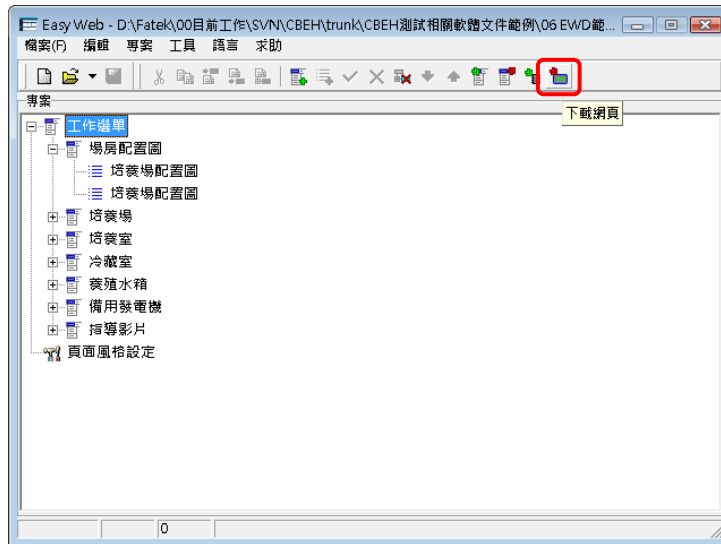 Easy Web - D:\Fatek\00目前工作\SVN\CBEH\trunk\CBEH測試相關軟體文件範例\06 EWD範...
檔案(F) 編輯 專案 工具 語言 求助
專案
下載網頁
工作選單
場房配置圖
培養場配置圖
培養場配置圖
培養場
培養室
冷藏室
養殖水箱
備用發電機
指導影片
頁面風格設定
0